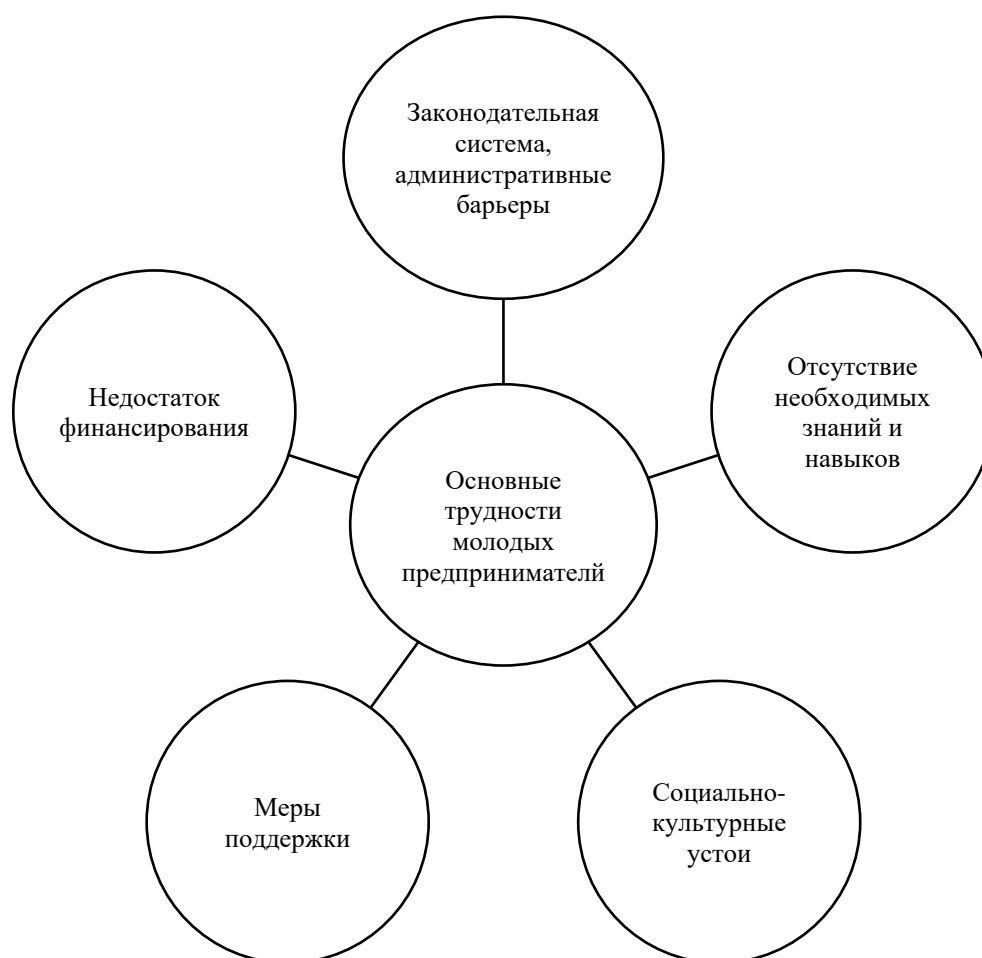 Законодательная
система,
административные
барьеры
Недостаток
финансирования
Отсутствие
необходимых
знаний и
навыков
Основные
трудности
молодых
предпринимателй
Меры
поддержки
Социально-
культурные
устои